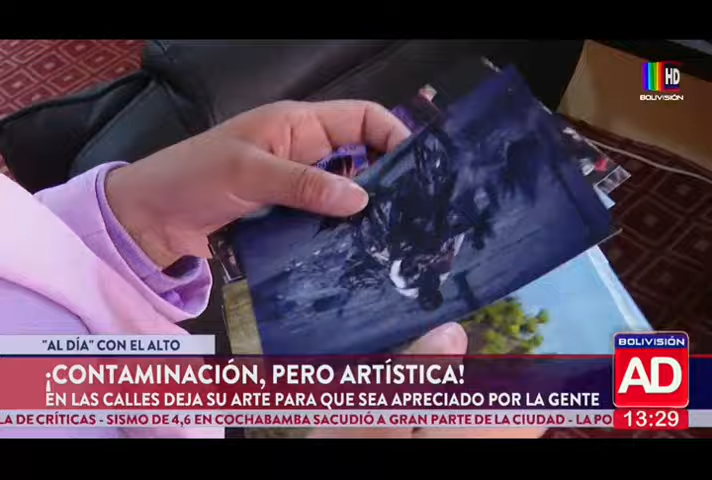 HD
BOLIVISIÓN
"AL DÍA" CON EL ALTO
¡CONTAMINACIÓN, PERO ARTÍSTICA!
EN LAS CALLES DEJA SU ARTE PARA QUE SEA APRECIADO POR LA GENTE
BOLIVISIÓN
AD
13:29
LA DE CRÍTICAS - SISMO DE 4,6 EN COCHABAMBA SACUDIÓ A GRAN PARTE DE LA CIUDAD - LA PO